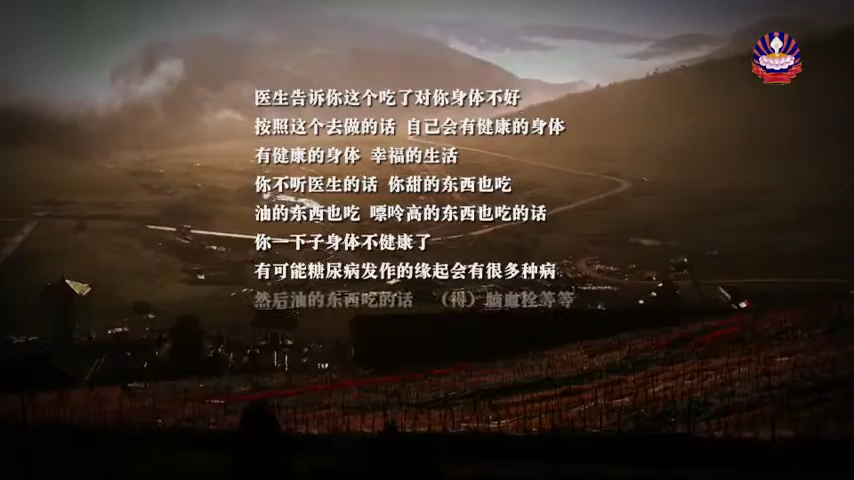 医生告诉你这个吃了对你身体不好
按照这个去做的话 自己会有健康的身体
有健康的身体 幸福的生活
你不听医生的话 你甜的东西也吃
油的东西也吃 嘌呤高的东西也吃的话
你一下子身体不健康了
有可能糖尿病发作的缘起会有很多种病
然后油的东西吃的话 （得）脑血栓等等